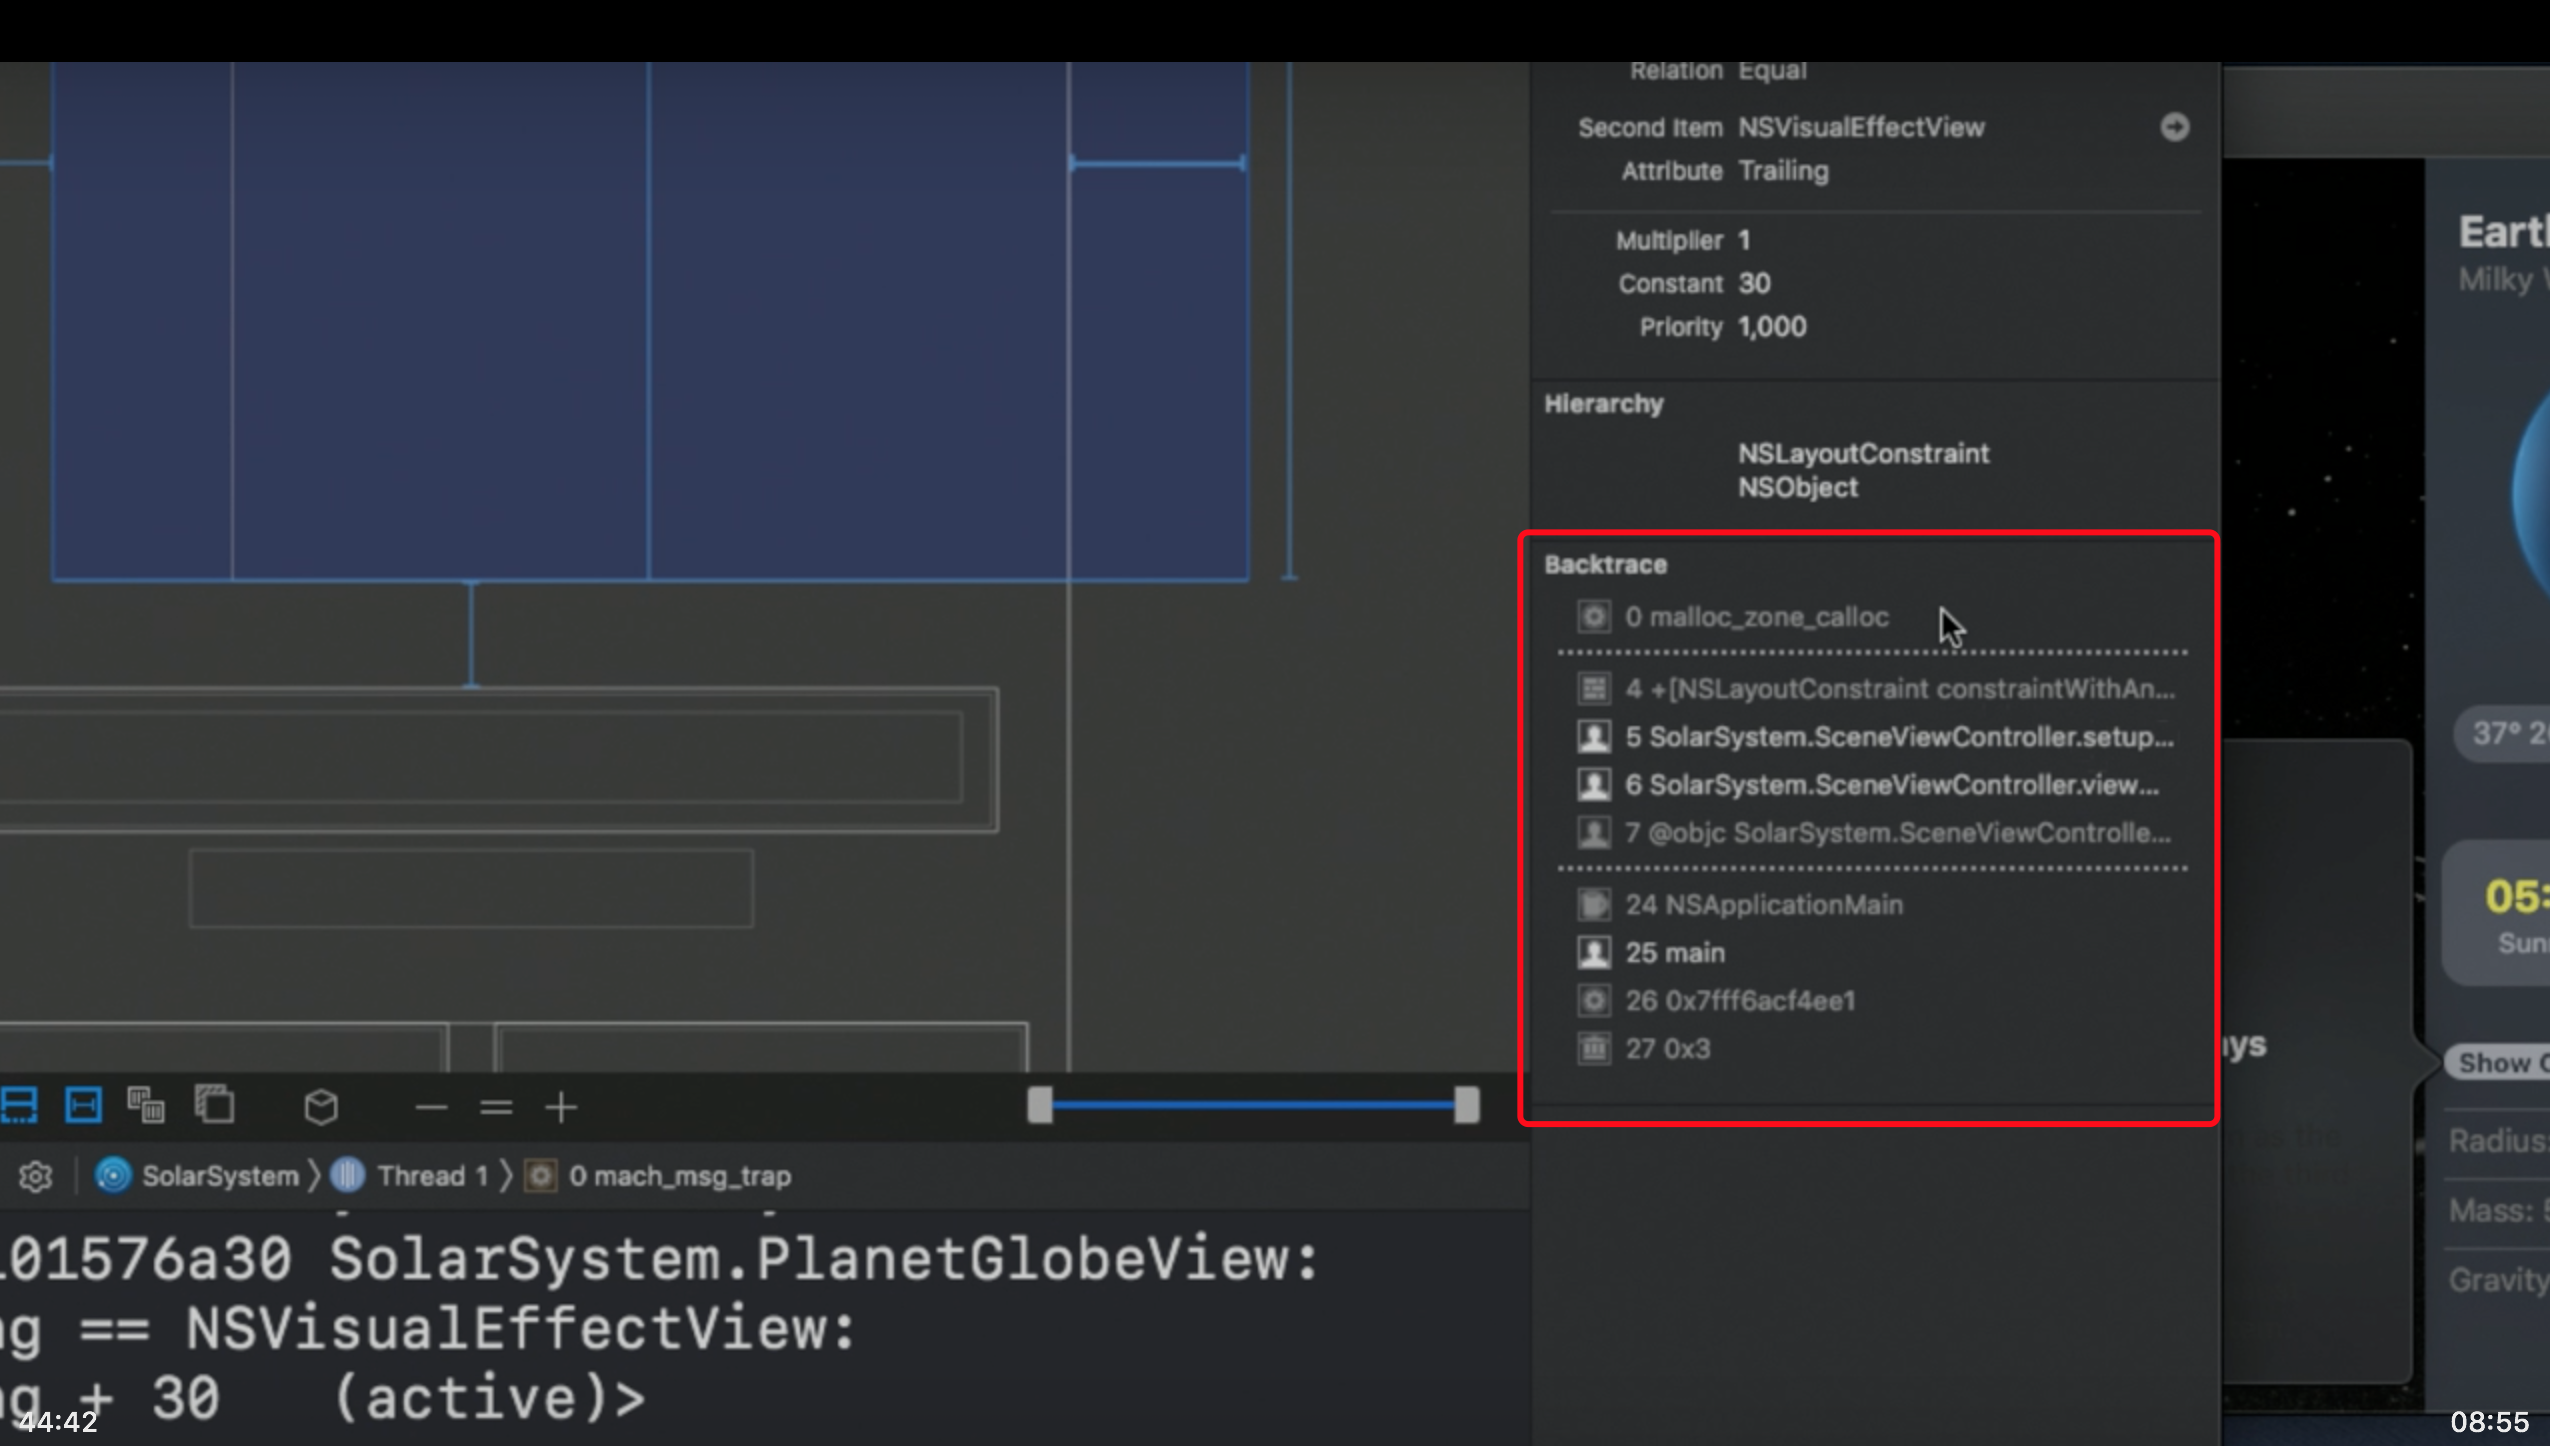 Relation Equal
Second Item NSVisualEffectView
Attribute Trailing
Multiplier 1
Constant 30
Priority 1,000
Hierarchy
NSLayoutConstraint
NSObject
Backtrace
0 malloc_zone_calloc
4 +[NSLayoutConstraint constraintWithAn...
5 SolarSystem.SceneViewController.setup...
6 SolarSystem.SceneViewController.view...
7 @objc SolarSystem.SceneViewControlle...
24 NSApplicationMain
25 main
26 0x7fff6acf4ee1
27 0x3
SolarSystem 〉 Thread 1 〉 0 mach_msg_trap
01576a30 SolarSystem.PlanetGlobeView:
g == NSVisualEffectView:
g + 30 (active)>
44:42
Eart
Milky
37° 2
05:
Sun
ys
Show
Radius:
Mass:
Gravity
as the
08:55